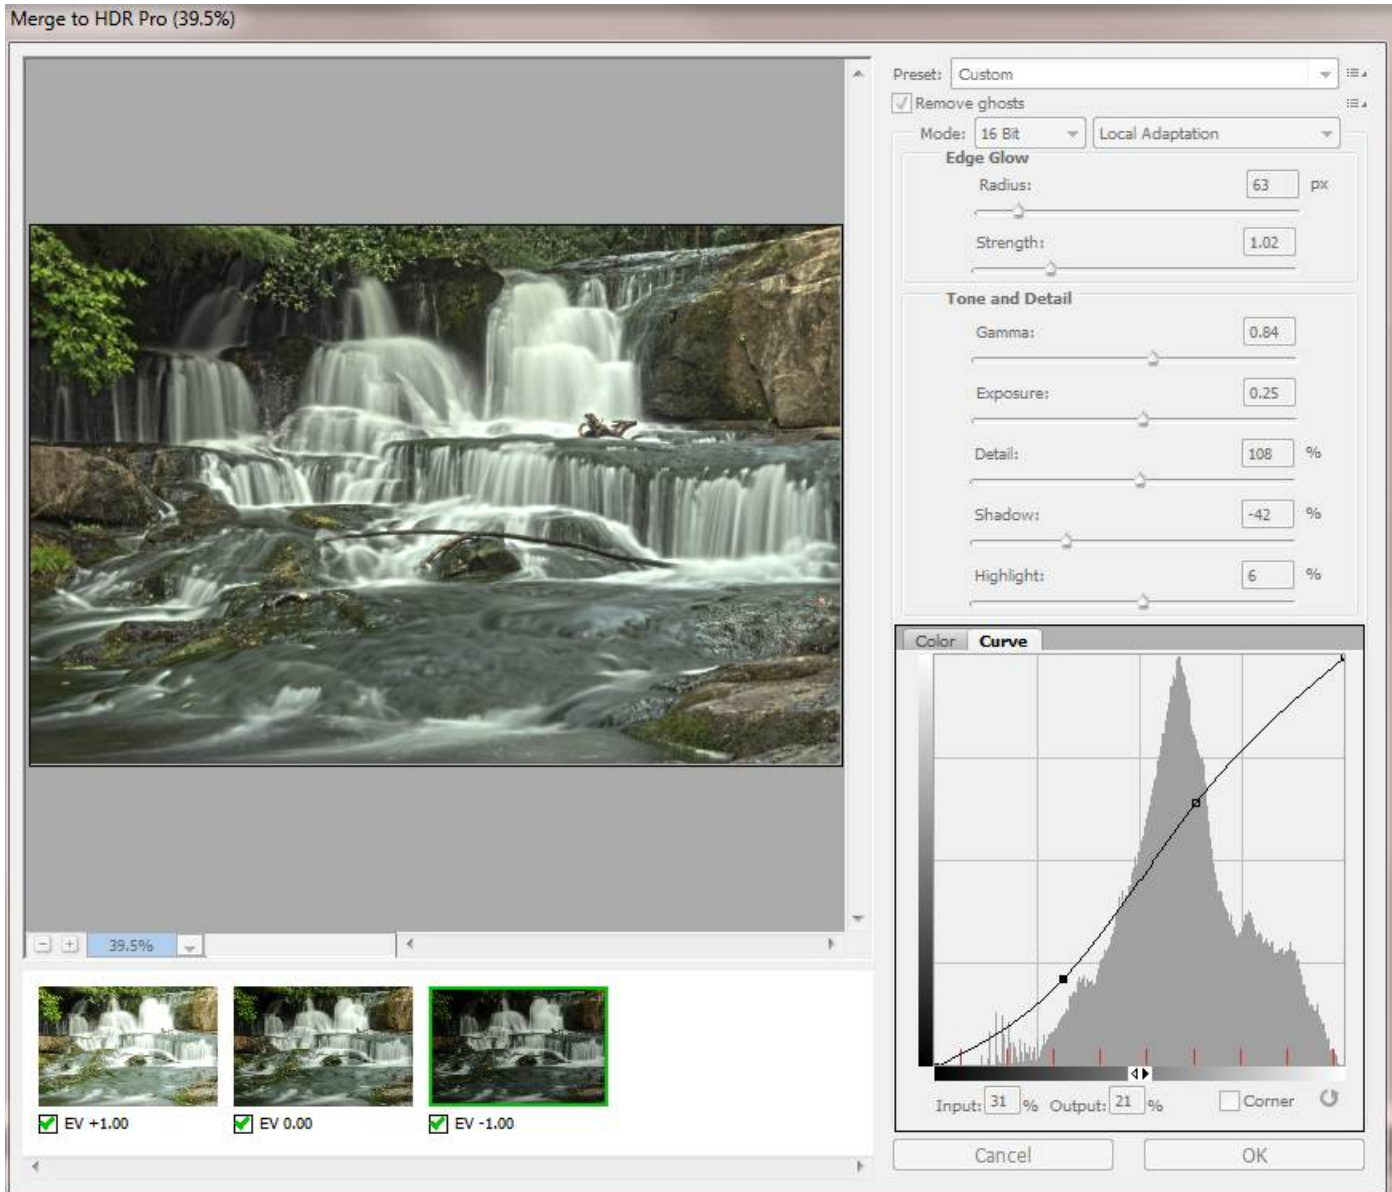 Merge to HDR Pro (39.5%)
Preset: Custom
Remove ghosts
Mode: 16 Bit Local Adaptation
Edge Glow
Radius: 63 px
Strength: 1.02
Tone and Detail
Gamma: 0.84
Exposure: 0.25
Detail: 108 %
Shadow: -42 %
Highlight: 6 %
Color Curve
39.5%
EV +1.00 EV 0.00 EV -1.00
Input: 31 % Output: 21 % Corner
Cancel OK